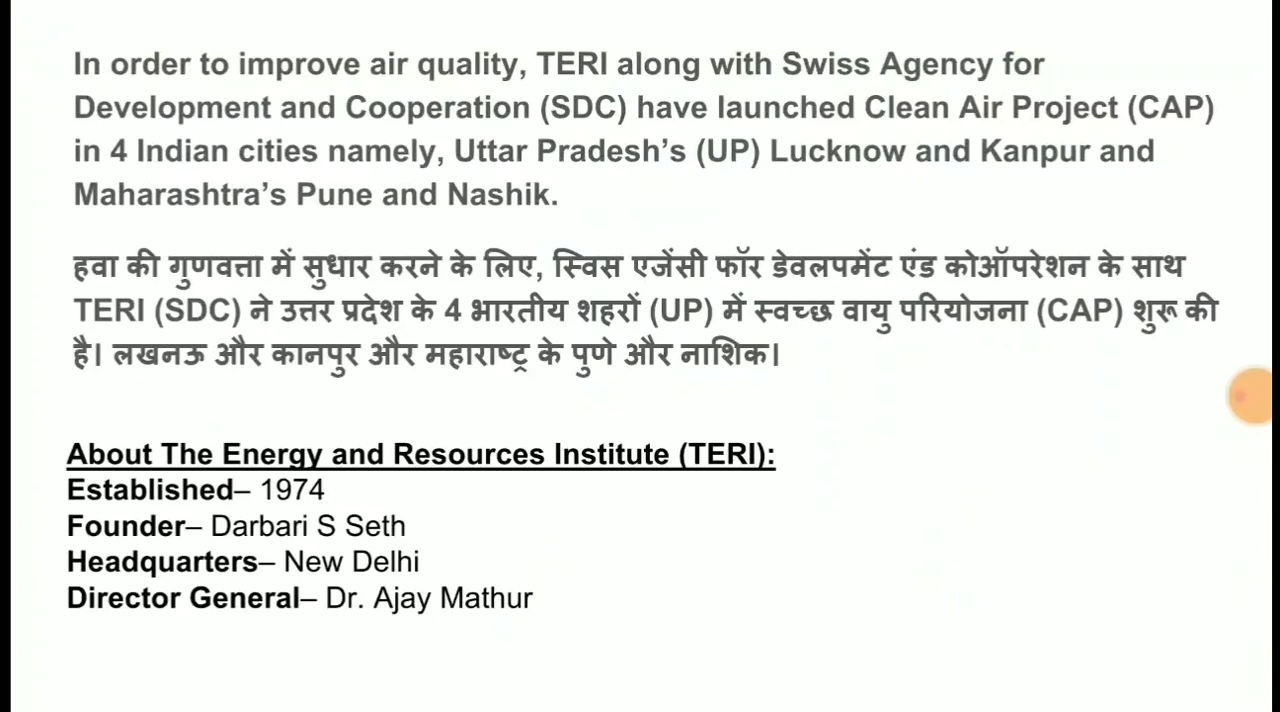 In order to improve air quality, TERI along with Swiss Agency for
Development and Cooperation (SDC) have launched Clean Air Project (CAP)
in 4 Indian cities namely, Uttar Pradesh’s (UP) Lucknow and Kanpur and
Maharashtra’s Pune and Nashik.
हवा की गुणवत्ता में सुधार करने के लिए, स्विस एजेंसी फॉर डेवलपमेंट एंड कोऑपरेशन के साथ
TERI (SDC) ने उत्तर प्रदेश के 4 भारतीय शहरों (UP) में स्वच्छ वायु परियोजना (CAP) शुरू की
है। लखनऊ और कानपुर और महाराष्ट्र के पुणे और नाशिक।
About The Energy and Resources Institute (TERI):
Established– 1974
Founder– Darbari S Seth
Headquarters– New Delhi
Director General– Dr. Ajay Mathur